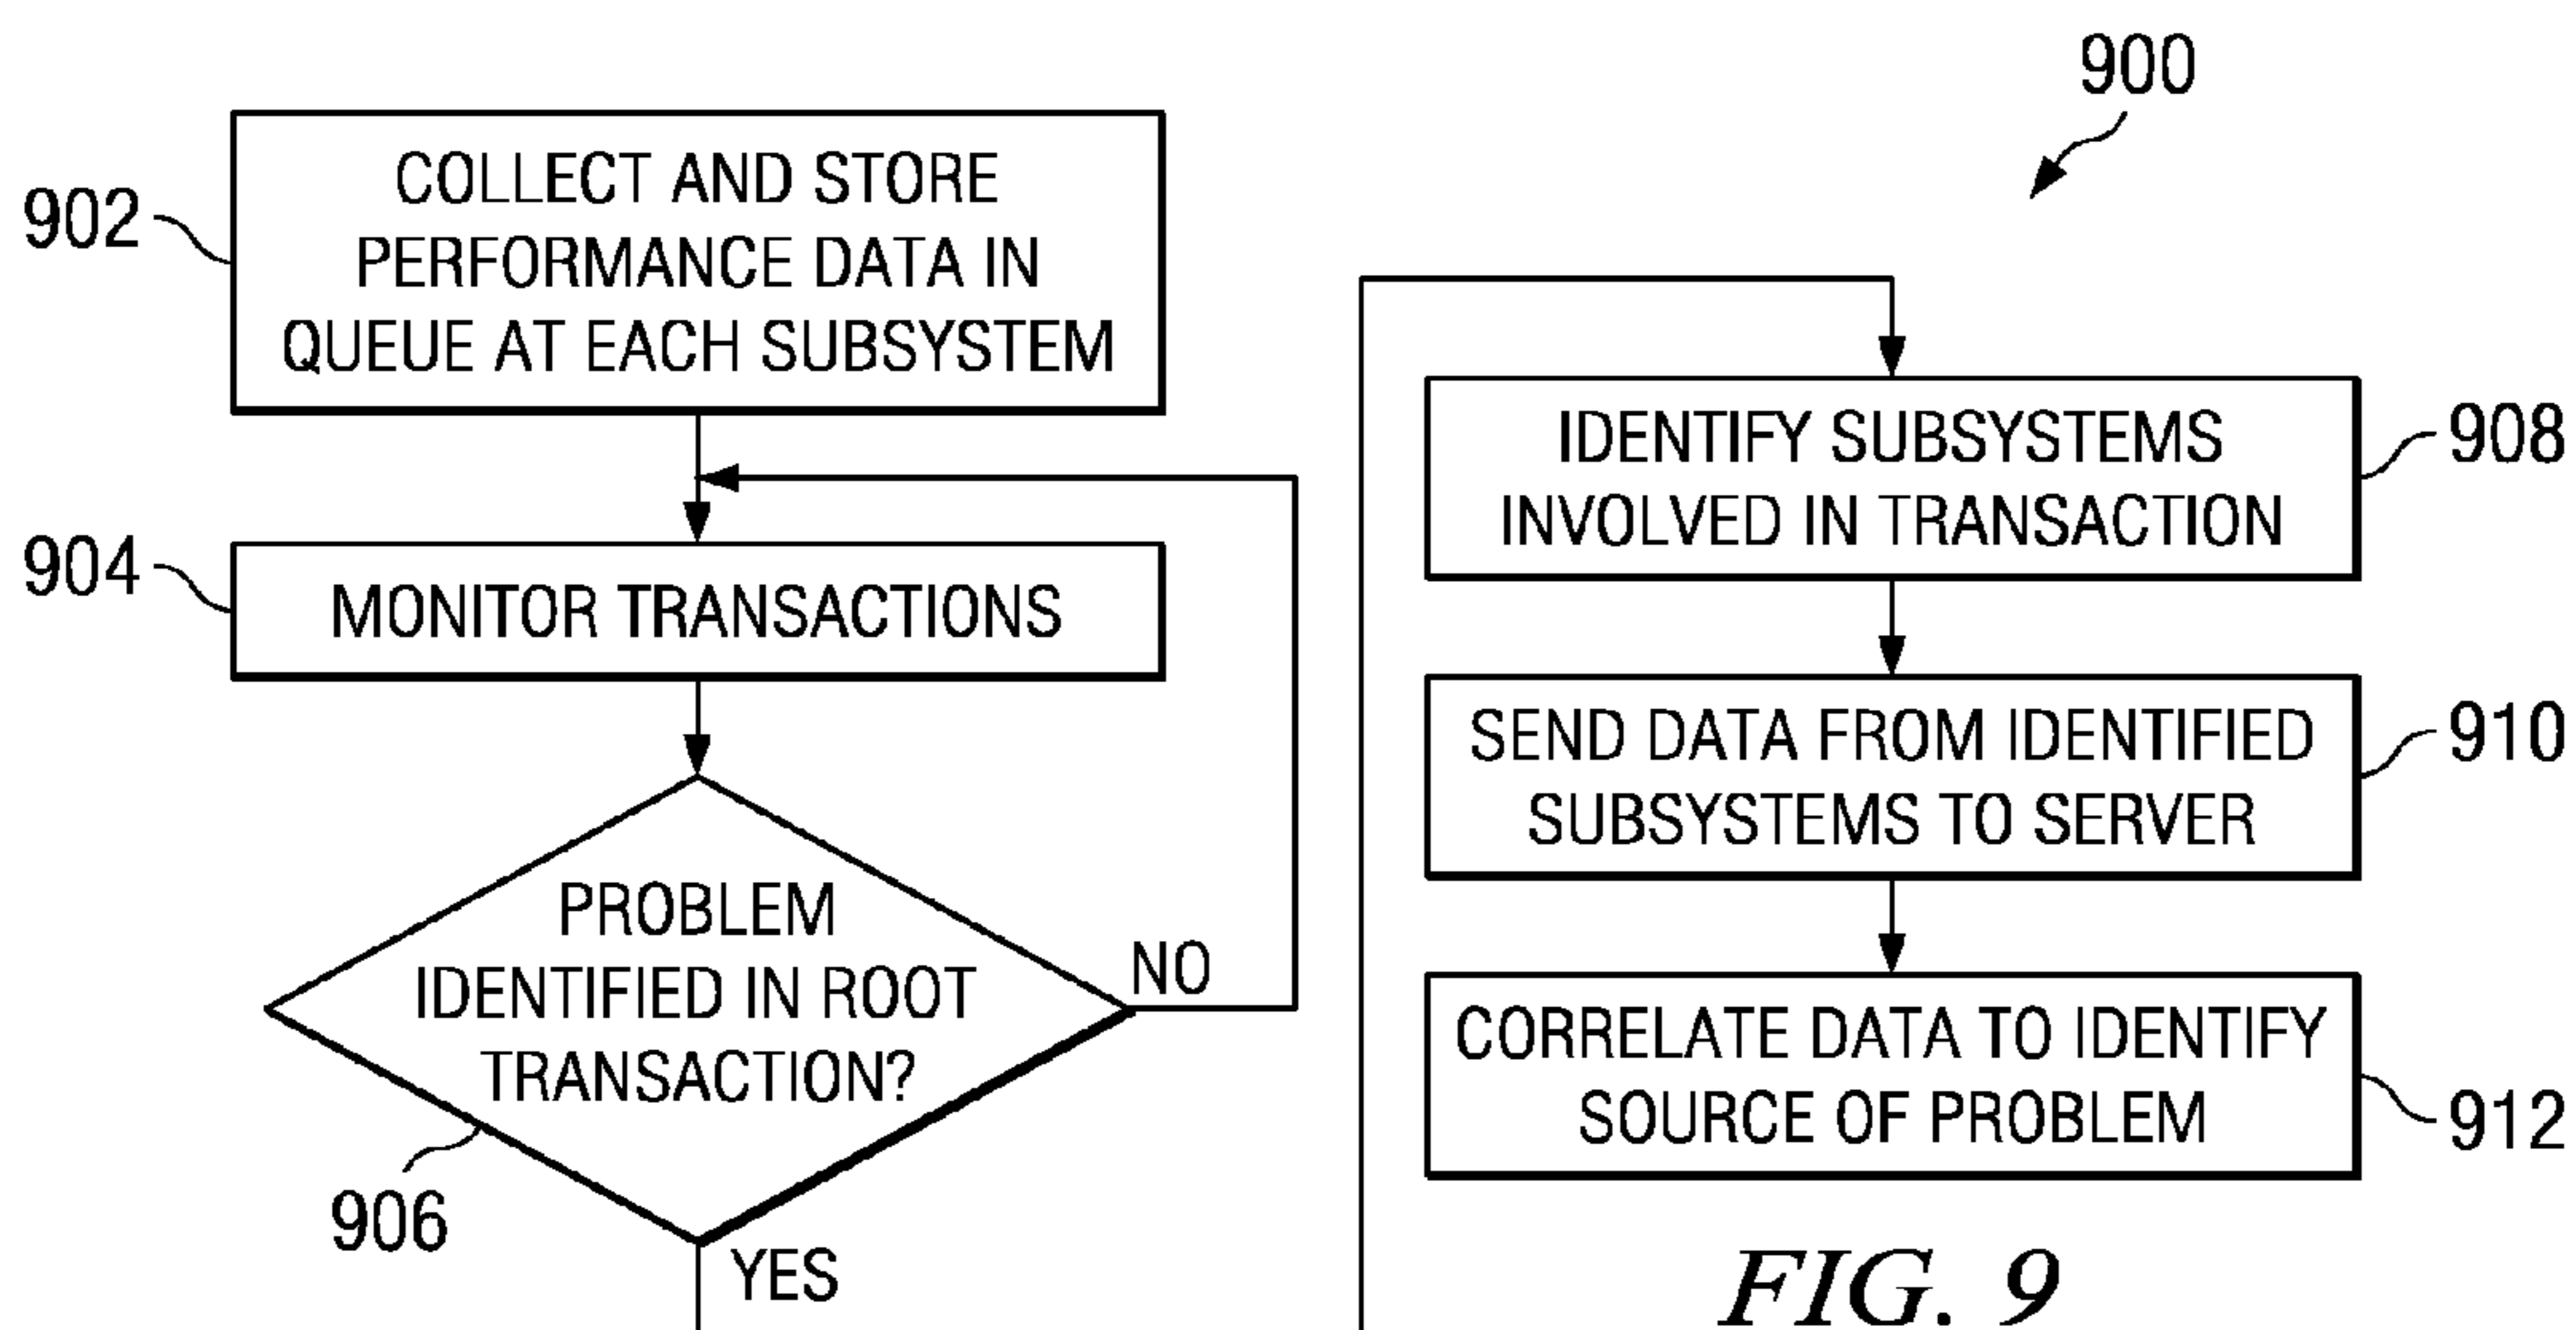 900
902
COLLECT AND STORE
PERFORMANCE DATA IN
QUEUE AT EACH SUBSYSTEM
904
MONITOR TRANSACTIONS
PROBLEM
IDENTIFIED IN ROOT
TRANSACTION?
NO
906
YES
IDENTIFY SUBSYSTEMS
INVOLVED IN TRANSACTION
908
SEND DATA FROM IDENTIFIED
SUBSYSTEMS TO SERVER
910
CORRELATE DATA TO IDENTIFY
SOURCE OF PROBLEM
912
FIG. 9